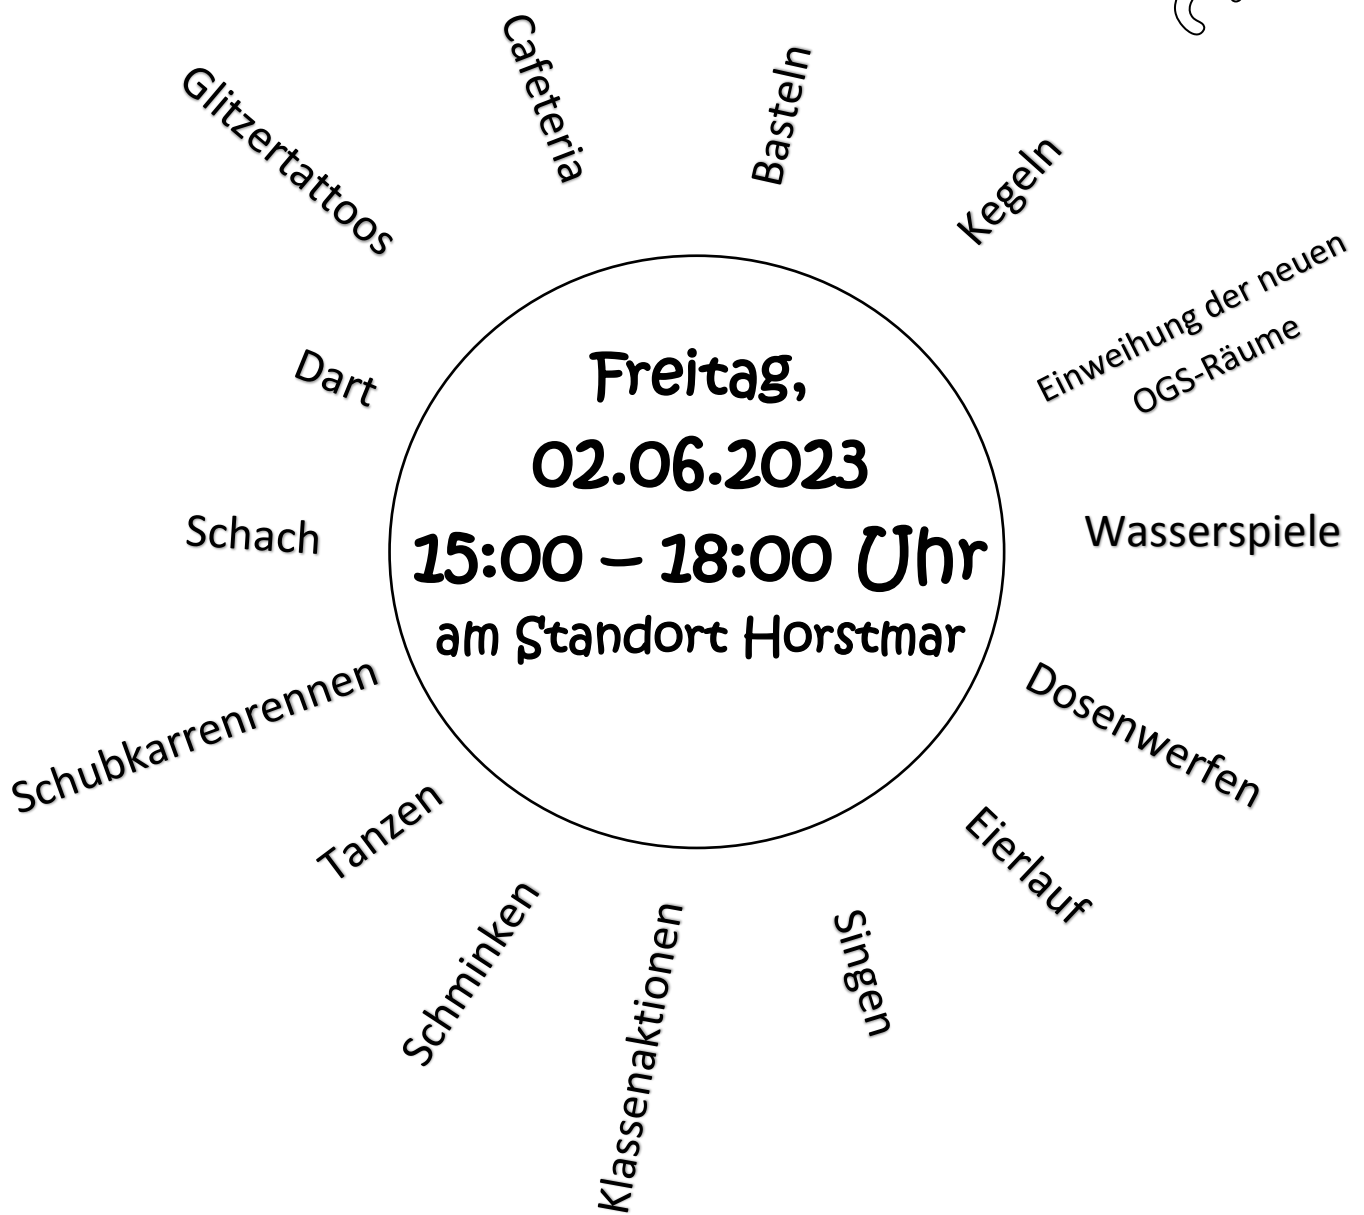 Cafeteria
Basteln
Glitzertattoos
Kegeln
Einweihung der neuen
OGS-Räume
Dart
Freitag,
02.06.2023
15:00 – 18:00 Uhr
am Standort Horstmar
Schach
Wasserspiele
Schubkarrenrennen
Dosenwerfen
Tanzen
Eierlauf
Schminken
Klassenaktionen
Singen